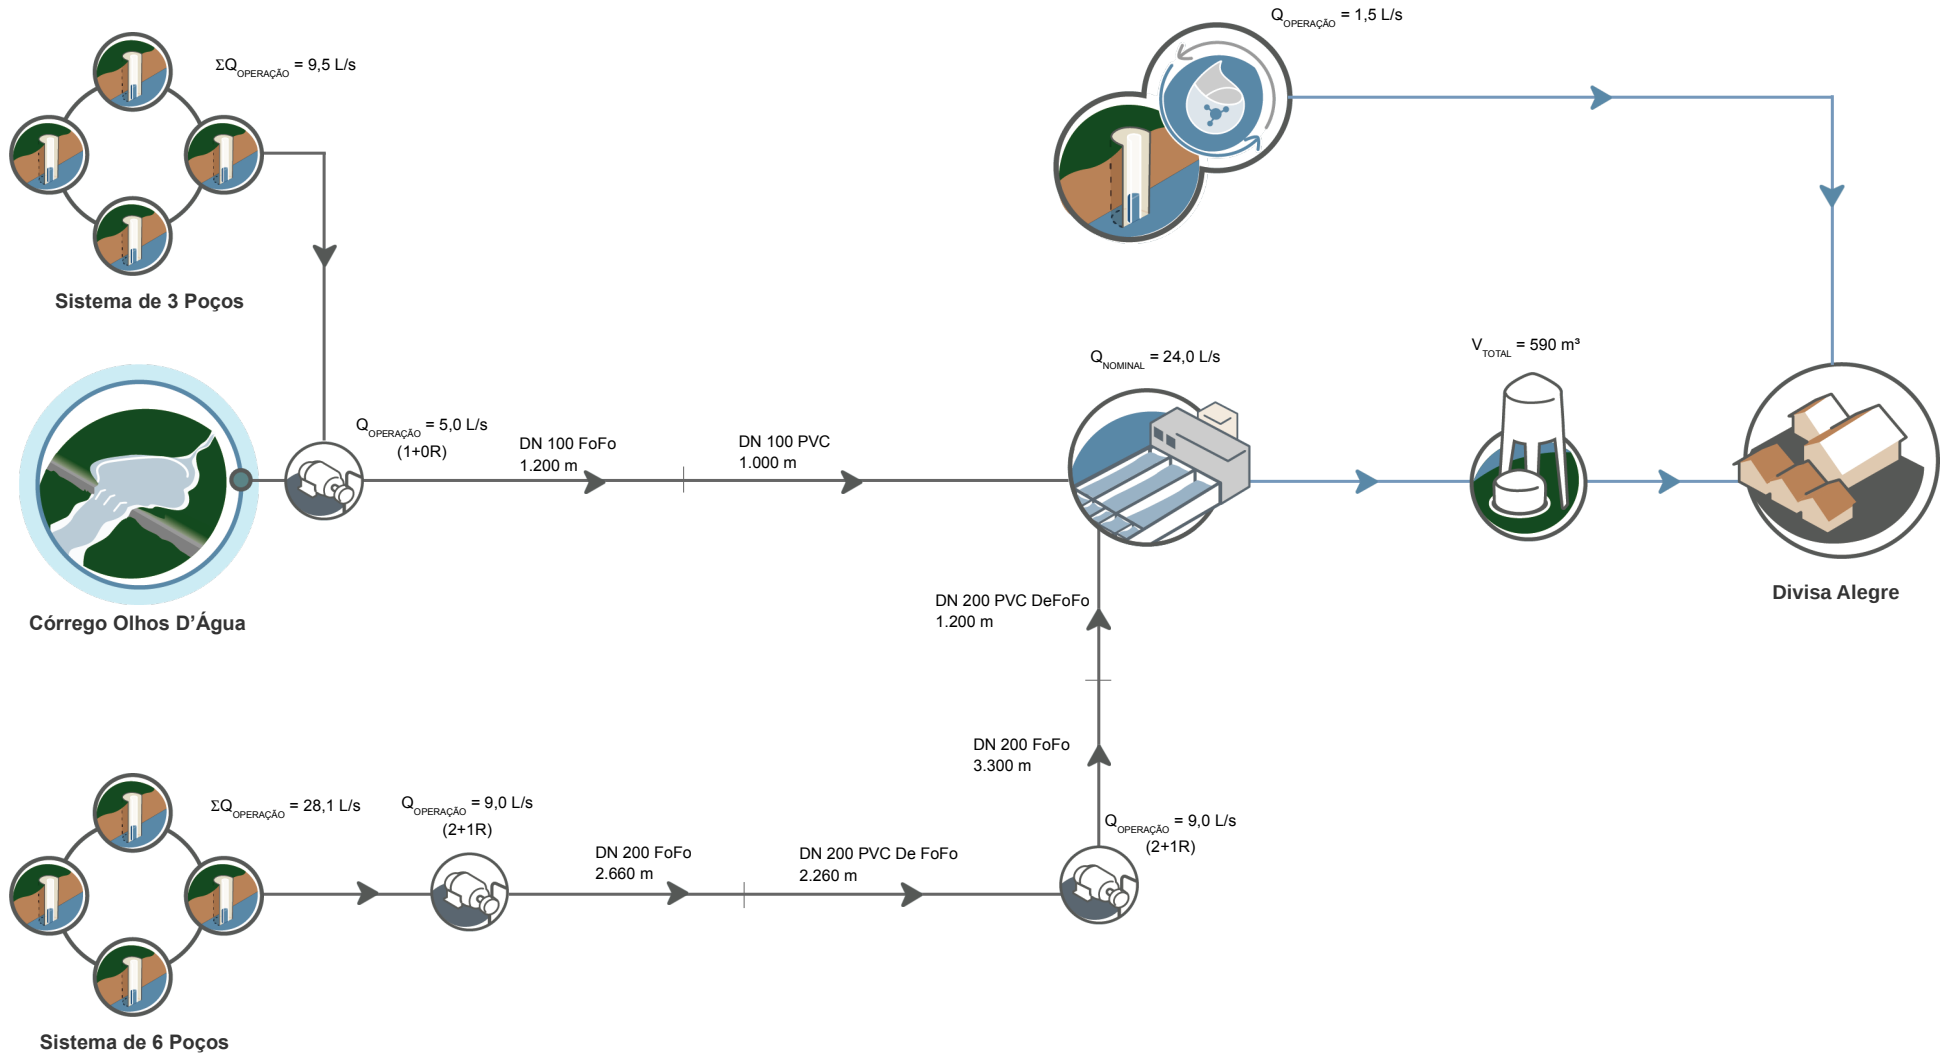 Q OPERAÇÃO = 1,5 L/s
ΣQ OPERAÇÃO = 9,5 L/s
Sistema de 3 Poços
V TOTAL = 590 m³
Q NOMINAL = 24,0 L/s
Q OPERAÇÃO = 5,0 L/s
(1+0R)
DN 100 FoFo
1.200 m
DN 100 PVC
1.000 m
Córrego Olhos D’Água
Divisa Alegre
DN 200 PVC DeFoFo
1.200 m
DN 200 FoFo
3.300 m
ΣQ OPERAÇÃO = 28,1 L/s
Q OPERAÇÃO = 9,0 L/s
(2+1R)
DN 200 FoFo
2.660 m
DN 200 PVC De FoFo
2.260 m
Q OPERAÇÃO = 9,0 L/s
(2+1R)
Sistema de 6 Poços